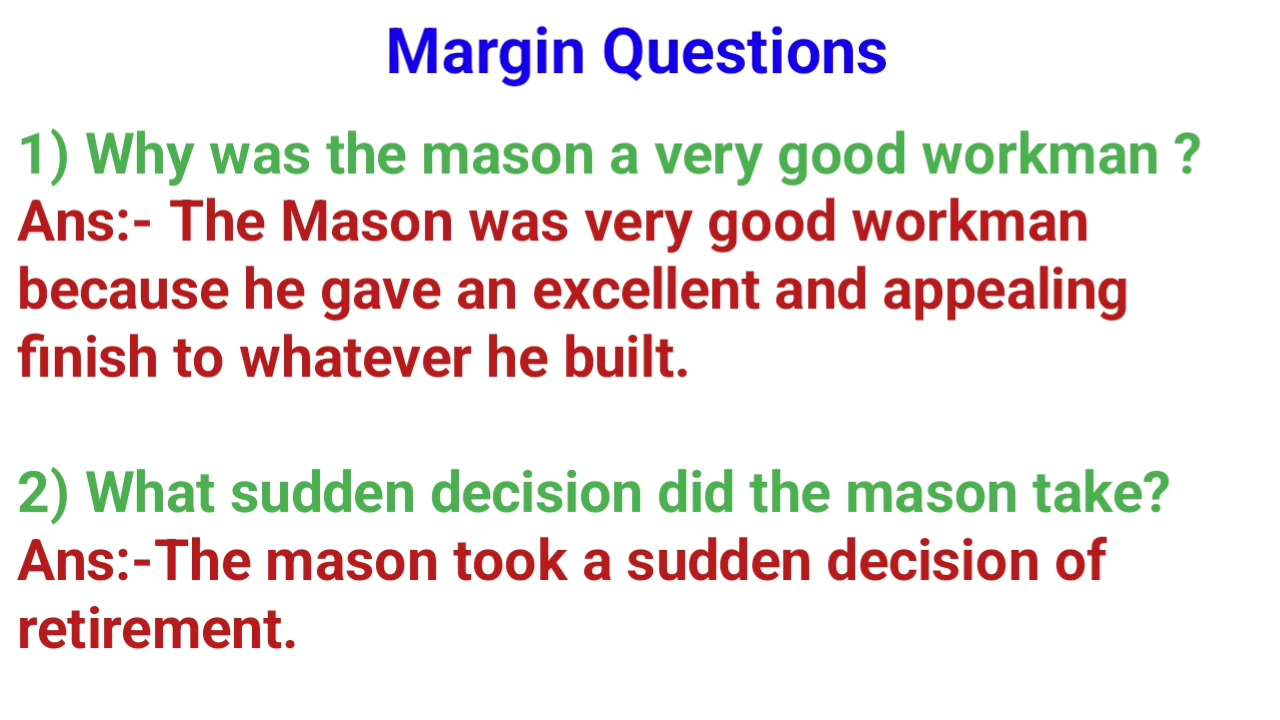 Margin Questions
1) Why was the mason a very good workman ?
Ans:- The Mason was very good workman
because he gave an excellent and appealing
finish to whatever he built.
2) What sudden decision did the mason take?
Ans:-The mason took a sudden decision of
retirement.